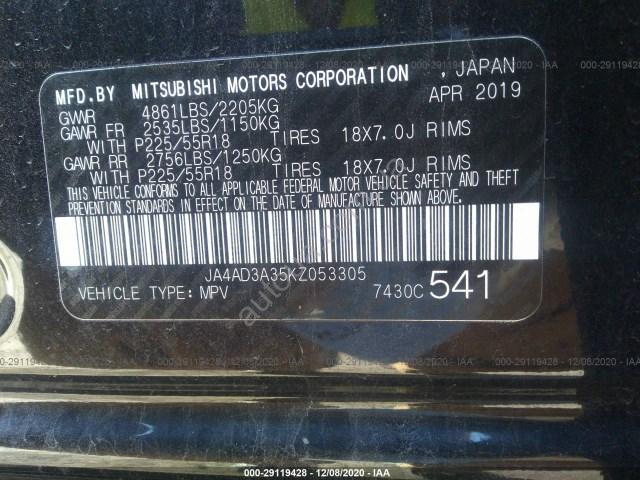 MFD.BY MITSUBISHI MOTORS CORPORATION , JAPAN
GVWR 4861LBS/2205KG APR 2019
GAWR FR 2535LBS/1150KG
WITH P225/55R18 TIRES 18X7.0J RIMS
GAWR RR 2756LBS/1250KG
WITH P225/55R18 TIRES 18X7.0J RIMS
THIS VEHICLE CONFORMS TO ALL APPLICABLE FEDERAL MOTOR VEHICLE SAFETY AND THEFT
PREVENTION STANDARDS IN EFFECT ON THE DATE OF MANUFACTURE SHOWN ABOVE.
JA4AD3A35KZ053305
VEHICLE TYPE: MPV 7430C 541
000-29119428 - 12/08/2020 - IAA